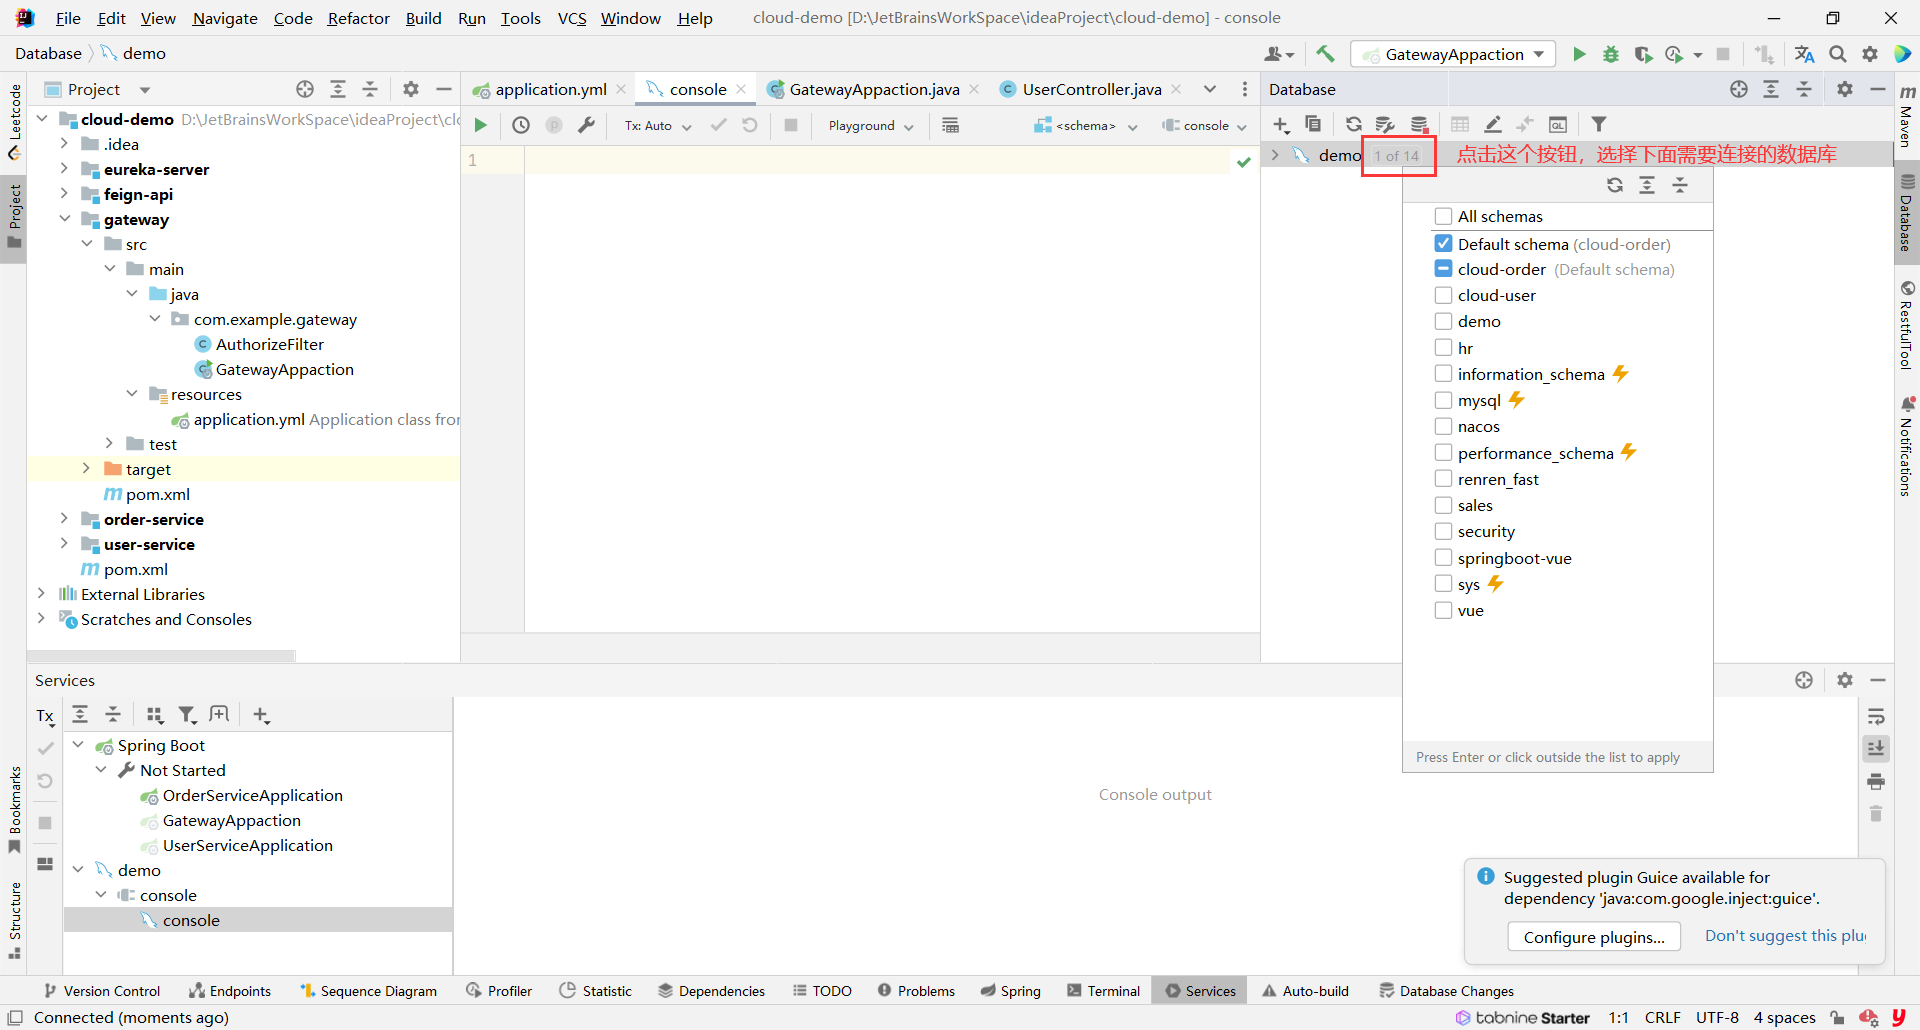 File Edit View Navigate Code Refactor Build Run Tools VCS Window Help cloud-demo [D:\JetBrainsWorkSpace\ideaProject\cloud-demo] - console
Database demo GatewayAppaction
Leetcode
Project
Bookmarks
Structure
Project
cloud-demo D:\JetBrainsWorkSpace\ideaProject\clo
.idea
eureka-server
feign-api
gateway
src
main
java
com.example.gateway
AuthorizeFilter
GatewayAppaction
resources
application.yml Application class fror
test
target
pom.xml
order-service
user-service
pom.xml
External Libraries
Scratches and Consoles
application.yml console GatewayAppaction.java UserController.java
Tx: Auto Playground <schema> console
1
Database
demo 1 of 14 点击这个按钮，选择下面需要连接的数据库
All schemas
Default schema (cloud-order)
cloud-order (Default schema)
cloud-user
demo
hr
information_schema
mysql
nacos
performance_schema
renren_fast
sales
security
springboot-vue
sys
vue
Press Enter or click outside the list to apply
Maven
Database
RestfulTool
Notifications
Services
Tx
Spring Boot
Not Started
OrderServiceApplication
GatewayAppaction
UserServiceApplication
demo
console
console
Console output
Suggested plugin Guice available for
dependency 'java:com.google.inject:guice'.
Configure plugins... Don't suggest this plu
Version Control Endpoints Sequence Diagram Profiler Statistic Dependencies TODO Problems Spring Terminal Services Auto-build Database Changes
Connected (moments ago) tabnine Starter 1:1 CRLF UTF-8 4 spaces